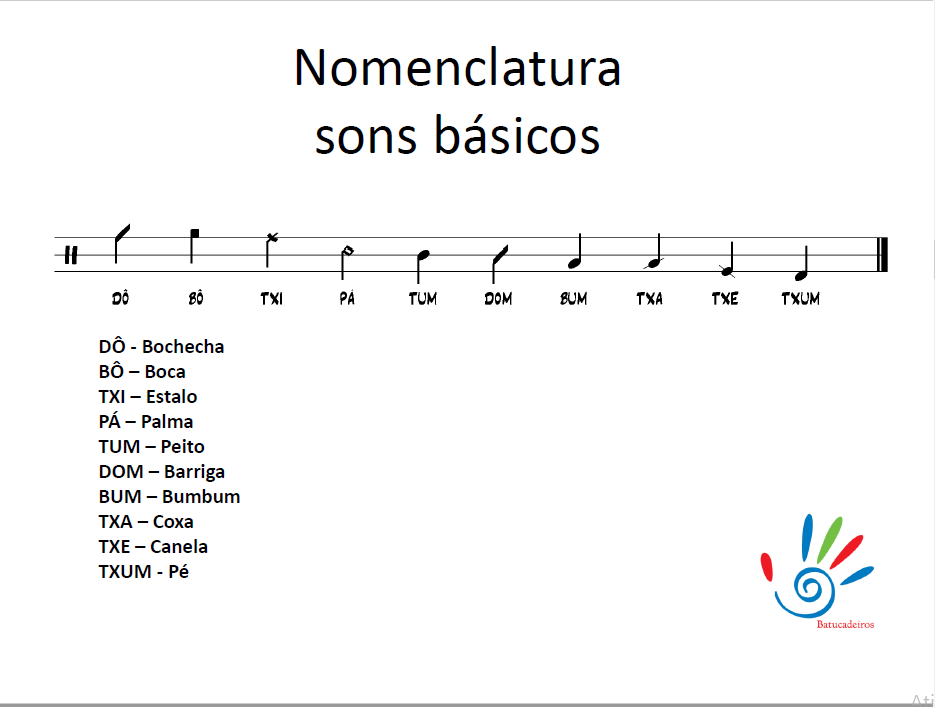 Nomenclatura
sons básicos
DÔ BÔ TXI PÁ TUM DOM BUM TXA TXE TXUM
DÔ - Bochecha
BÔ – Boca
TXI – Estalo
PÁ – Palma
TUM – Peito
DOM – Barriga
BUM – Bumbum
TXA – Coxa
TXE – Canela
TXUM - Pé
Batucadeiros